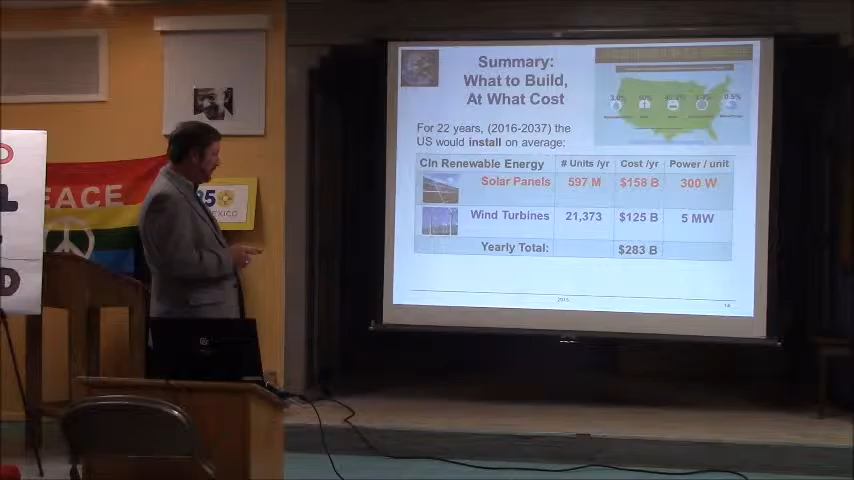 Summary:
What to Build,
At What Cost
For 22 years, (2016-2037) the
US would install on average:
Cln Renewable Energy # Units /yr Cost /yr Power / unit
Solar Panels 597 M $158 B 300 W
Wind Turbines 21,373 $125 B 5 MW
Yearly Total: $283 B
EACE